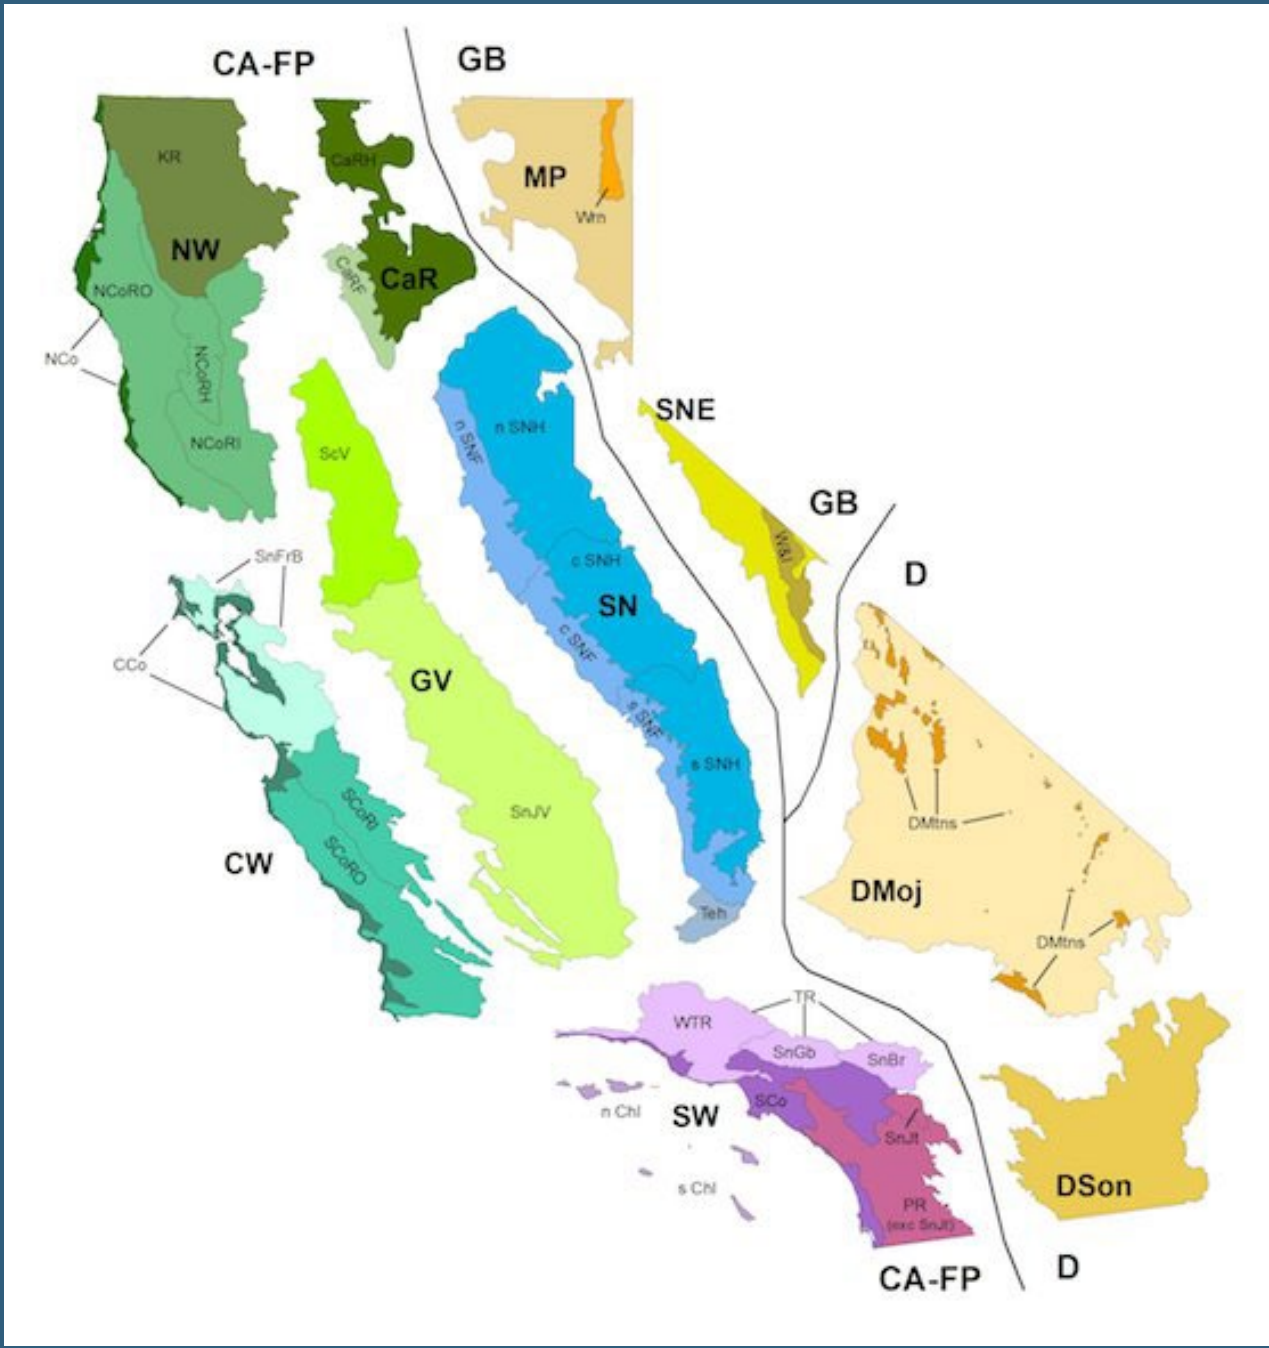 CA-FP
GB
KR
CaRH
MP
Wrn
NW
CaRF
CaR
NCoRO
NCo
NCoRH
NCoRI
ScV
n SNF
n SNH
SNE
GB
W&I
D
SnFrB
CCo
c SNH
SN
c SNF
GV
s SNF
s SNH
SnJV
SCoRI
SCoRO
CW
DMtns
DMoj
Teh
DMtns
TR
WTR
SnGb
SnBr
n ChI
SW
SCo
SnJt
s ChI
PR
(exc SnJt)
DSon
CA-FP
D